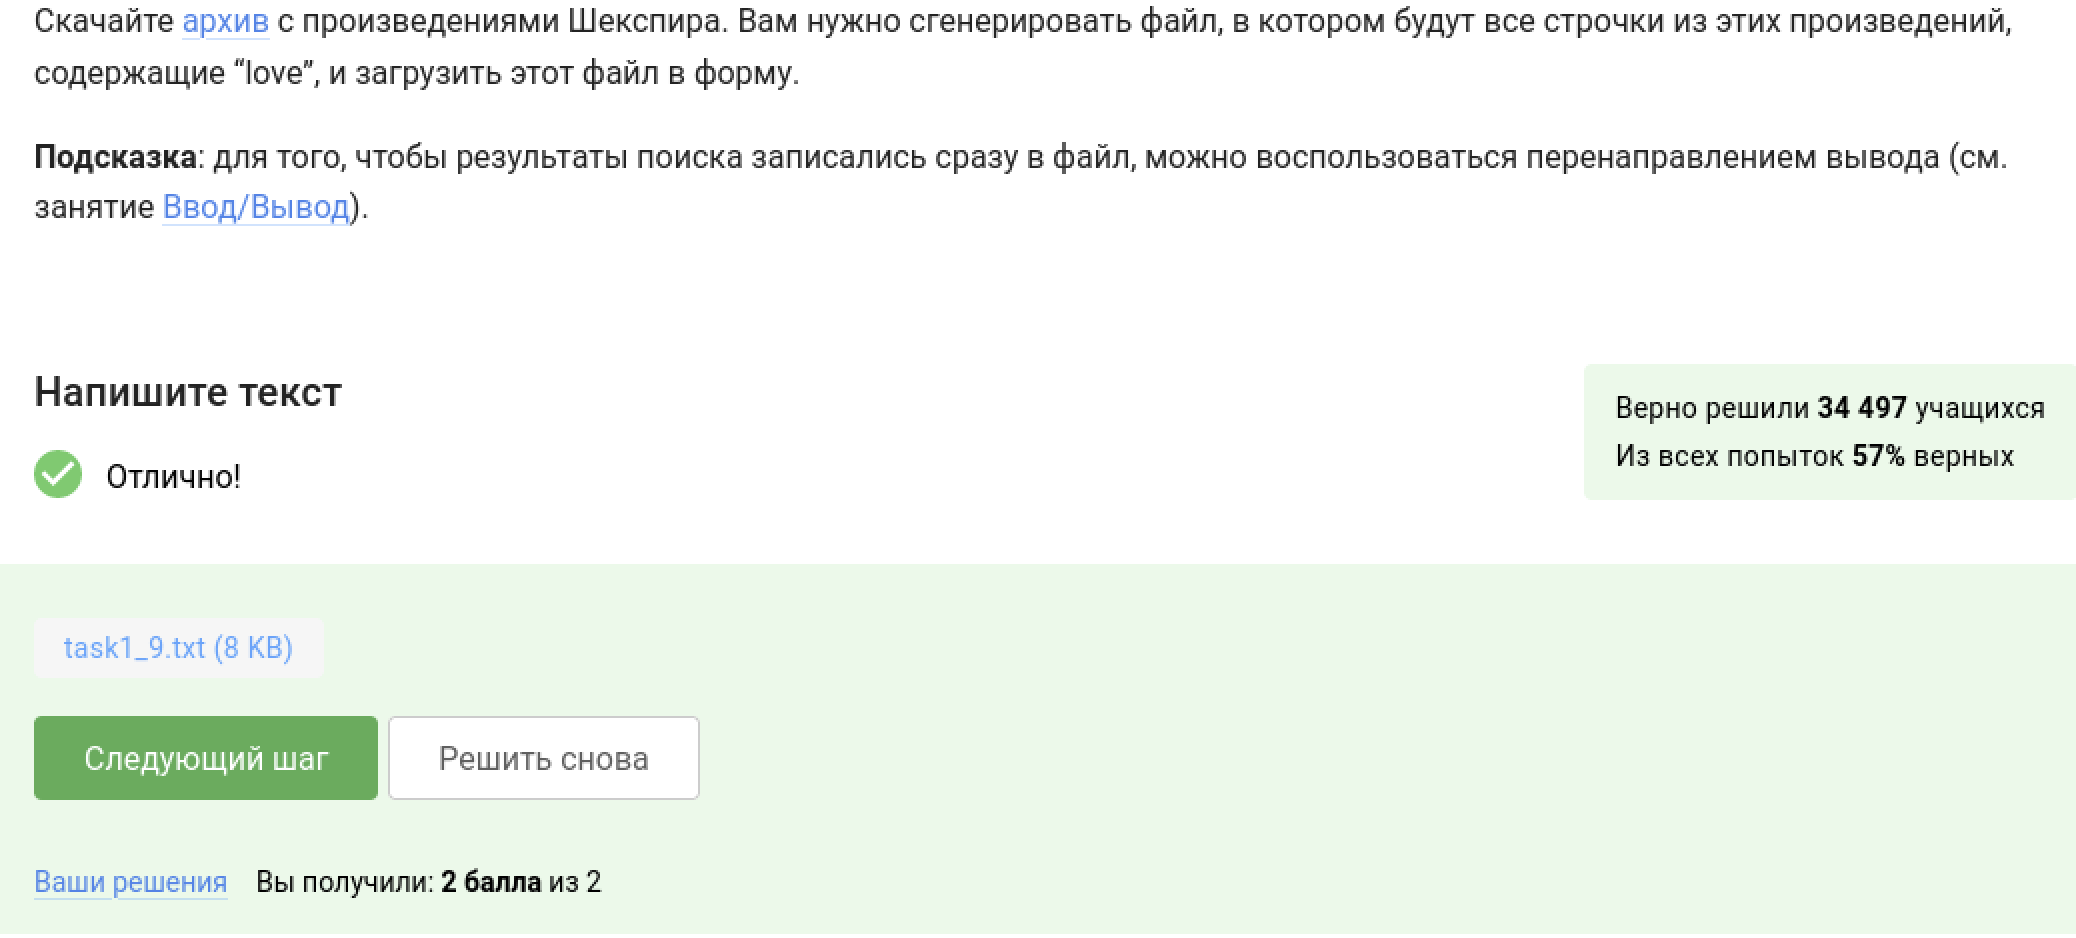 Скачайте архив с произведениями Шекспира. Вам нужно сгенерировать файл, в котором будут все строчки из этих произведений,
содержащие “love”, и загрузить этот файл в форму.
Подсказка: для того, чтобы результаты поиска записались сразу в файл, можно воспользоваться перенаправлением вывода (см.
занятие Ввод/Вывод).
Напишите текст
Верно решили 34 497 учащихся
Из всех попыток 57% верных
Отлично!
task1_9.txt (8 KB)
Следующий шаг Решить снова
Ваши решения Вы получили: 2 балла из 2